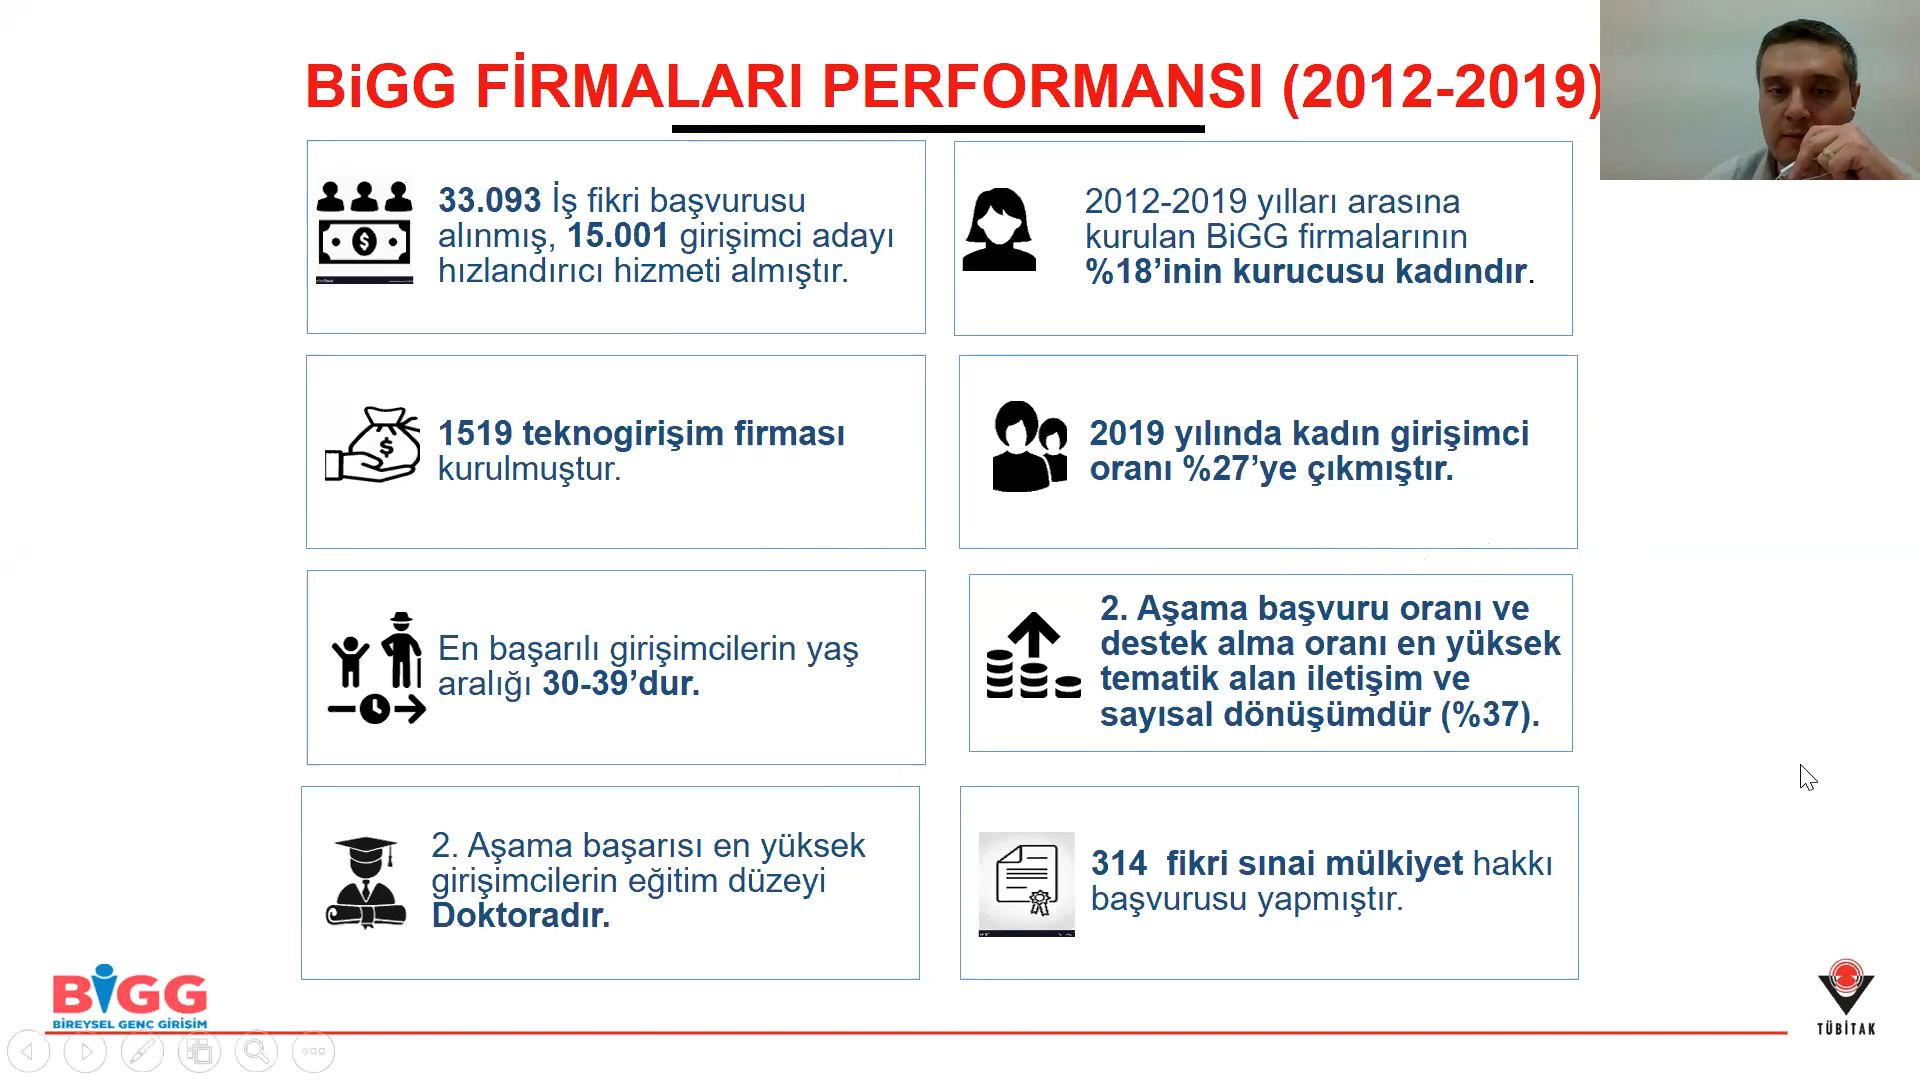 BiGG FİRMALARI PERFORMANSI (2012-2019)
33.093 İş fikri başvurusu
alınmış, 15.001 girişimci adayı
hızlandırıcı hizmeti almıştır.
2012-2019 yılları arasına
kurulan BiGG firmalarının
%18’inin kurucusu kadındır.
1519 teknogirişim firması
kurulmuştur.
2019 yılında kadın girişimci
oranı %27’ye çıkmıştır.
En başarılı girişimcilerin yaş
aralığı 30-39’dur.
2. Aşama başvuru oranı ve
destek alma oranı en yüksek
tematik alan iletişim ve
sayısal dönüşümdür (%37).
2. Aşama başarısı en yüksek
girişimcilerin eğitim düzeyi
Doktoradır.
314  fikri sınai mülkiyet hakkı
başvurusu yapmıştır.
BiGG
BİREYSEL GENÇ GİRİŞİM
TÜBİTAK